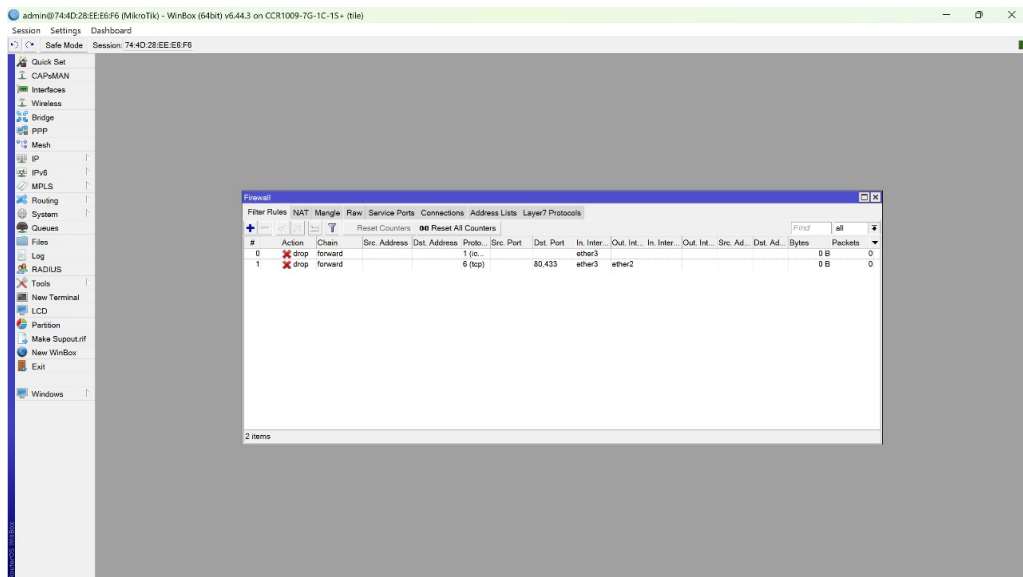 admin@74:4D:28:EE:E6:F6 (MikroTik) - WinBox (64bit) v6.44.3 on CCR1009-7G-1C-1S+ (tile)
Session Settings Dashboard
Safe Mode Session: 74:4D:28:EE:E6:F6
Quick Set
CAPsMAN
Interfaces
Wireless
Bridge
PPP
Mesh
IP
IPv6
MPLS
Routing
System
Queues
Files
Log
RADIUS
Tools
New Terminal
LCD
Partition
Make Supout.rif
New WinBox
Exit
Windows
RouterOS WinBox
Firewall
Filter Rules NAT Mangle Raw Service Ports Connections Address Lists Layer7 Protocols
Reset Counters 00 Reset All Counters Find all
# Action Chain Src. Address Dst. Address Proto... Src. Port Dst. Port In. Inter... Out. Int... In. Inter... Out. Int... Src. Ad... Dst. Ad... Bytes Packets
0 drop forward 1 (ic... ether3 0 B 0
1 drop forward 6 (tcp) 80,433 ether3 ether2 0 B 0
2 items